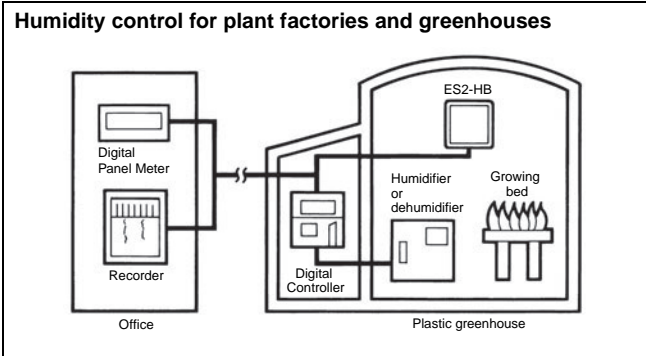 Humidity control for plant factories and greenhouses
ES2-HB
Digital
Panel Meter
Humidifier
or
dehumidifier
Growing
bed
Recorder
Digital
Controller
Office
Plastic greenhouse